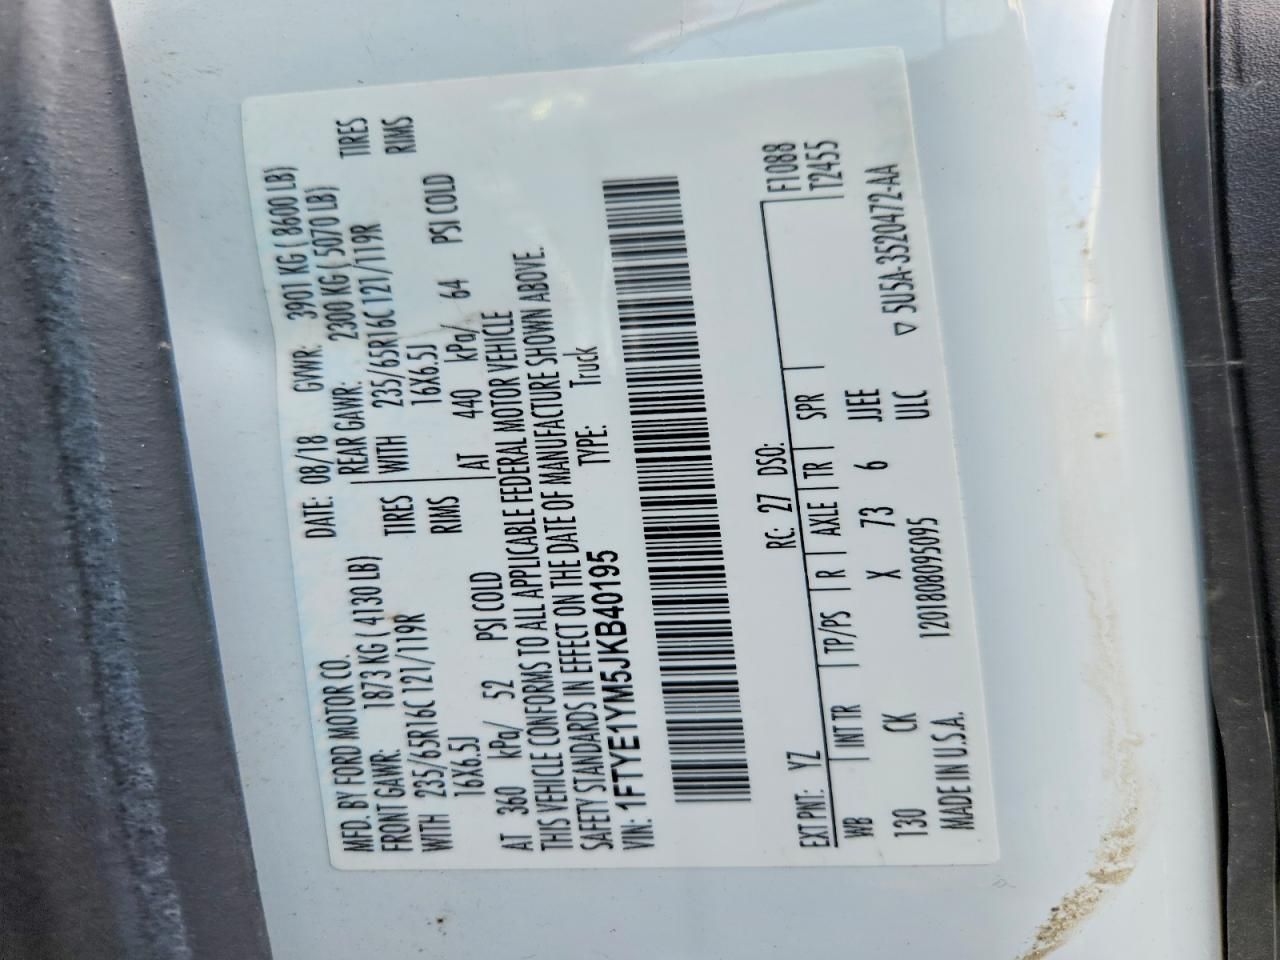 MFD. BY FORD MOTOR CO.
DATE: 08/18 GVWR: 3901 KG ( 8600 LB)
FRONT GAWR: 1873 KG ( 4130 LB) REAR GAWR: 2300 KG ( 5070 LB)
WITH 235/65R16C 121/119R TIRES WITH 235/65R16C 121/119R TIRES
16X6.5J RIMS 16X6.5J RIMS
AT 360 kPa/ 52 PSI COLD AT 440 kPa/ 64 PSI COLD
THIS VEHICLE CONFORMS TO ALL APPLICABLE FEDERAL MOTOR VEHICLE
SAFETY STANDARDS IN EFFECT ON THE DATE OF MANUFACTURE SHOWN ABOVE.
VIN: 1FTYE1YM5JKB40195 TYPE: Truck
EXT PNT: YZ RC: 27 DSO: F1088
WB INT TR TP/PS R AXLE TR SPR T2455
130 CK X 73 6 JJEE
ULC
MADE IN U.S.A. 1201808095095 ▽ 5U5A-3520472-AA